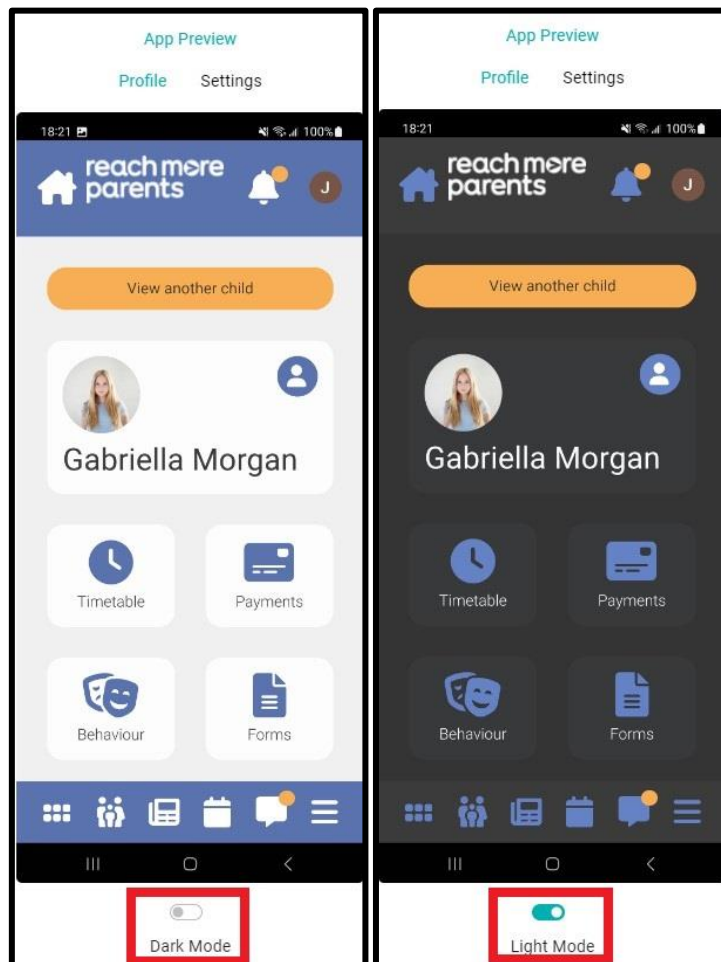 App Preview
Profile Settings
18:21 100%
reach more
parents
J
View another child
Gabriella Morgan
Timetable Payments
Behaviour Forms
Dark Mode
App Preview
Profile Settings
18:21 100%
reach more
parents
J
View another child
Gabriella Morgan
Timetable Payments
Behaviour Forms
Light Mode